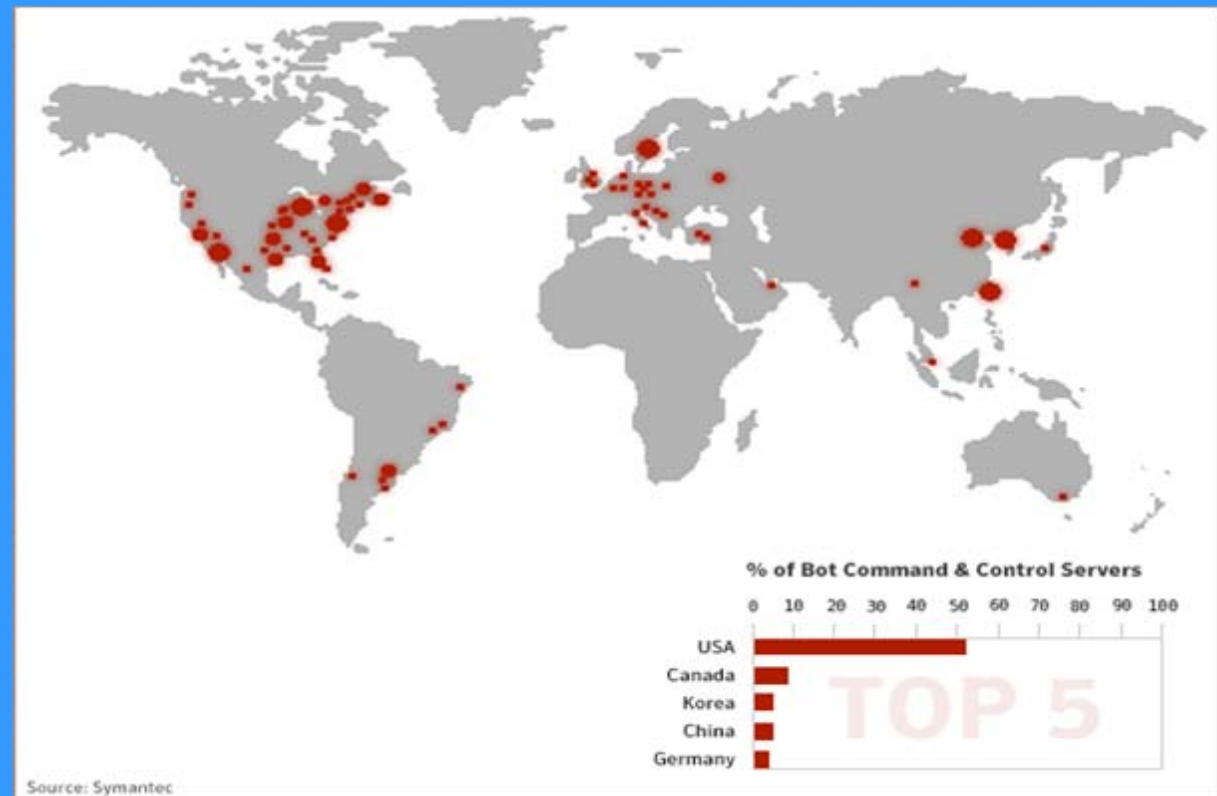 % of Bot Command & Control Servers
0 10 20 30 40 50 60 70 80 90 100
USA
Canada
Korea
China
Germany
TOP 5
Source: Symantec